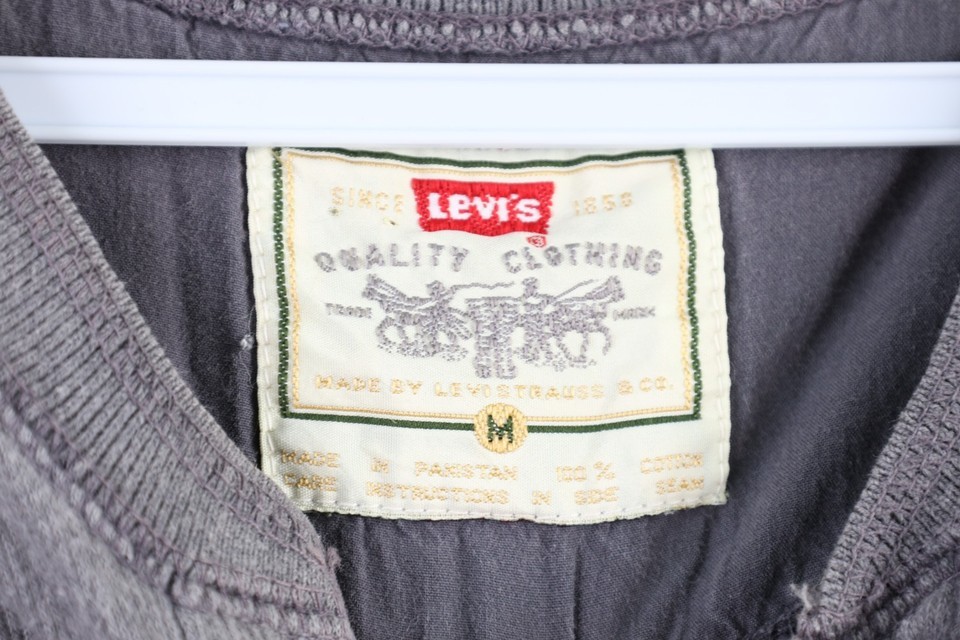 SINCE LEVI'S 1856
®
QUALITY CLOTHING
TRADE MARK
MADE BY LEVI STRAUSS & CO.
M
MADE IN PAKISTAN 100% COTTON
CARE INSTRUCTIONS IN SIDE SEAM